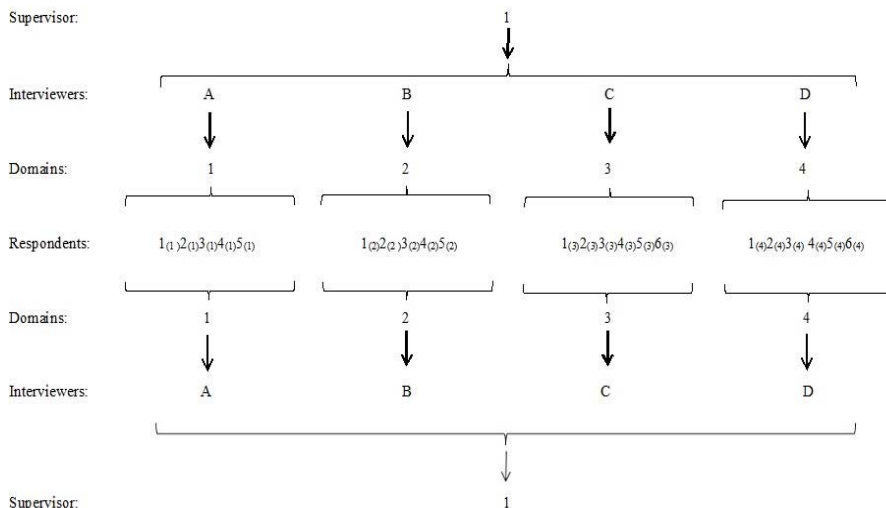 Supervisor: 1
Interviewers: A B C D
Domains: 1 2 3 4
Respondents: 1(1)2(1)3(1)4(1)5(1) 1(2)2(2)3(2)4(2)5(2) 1(3)2(3)3(3)4(3)5(3)6(3) 1(4)2(4)3(4) 4(4)5(4)6(4)
Domains: 1 2 3 4
Interviewers: A B C D
Supervisor: 1